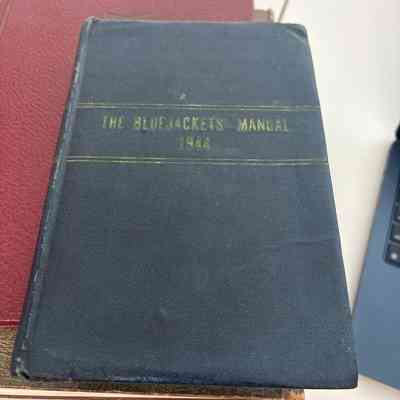 THE BLUEJACKETS' MANUAL
1944